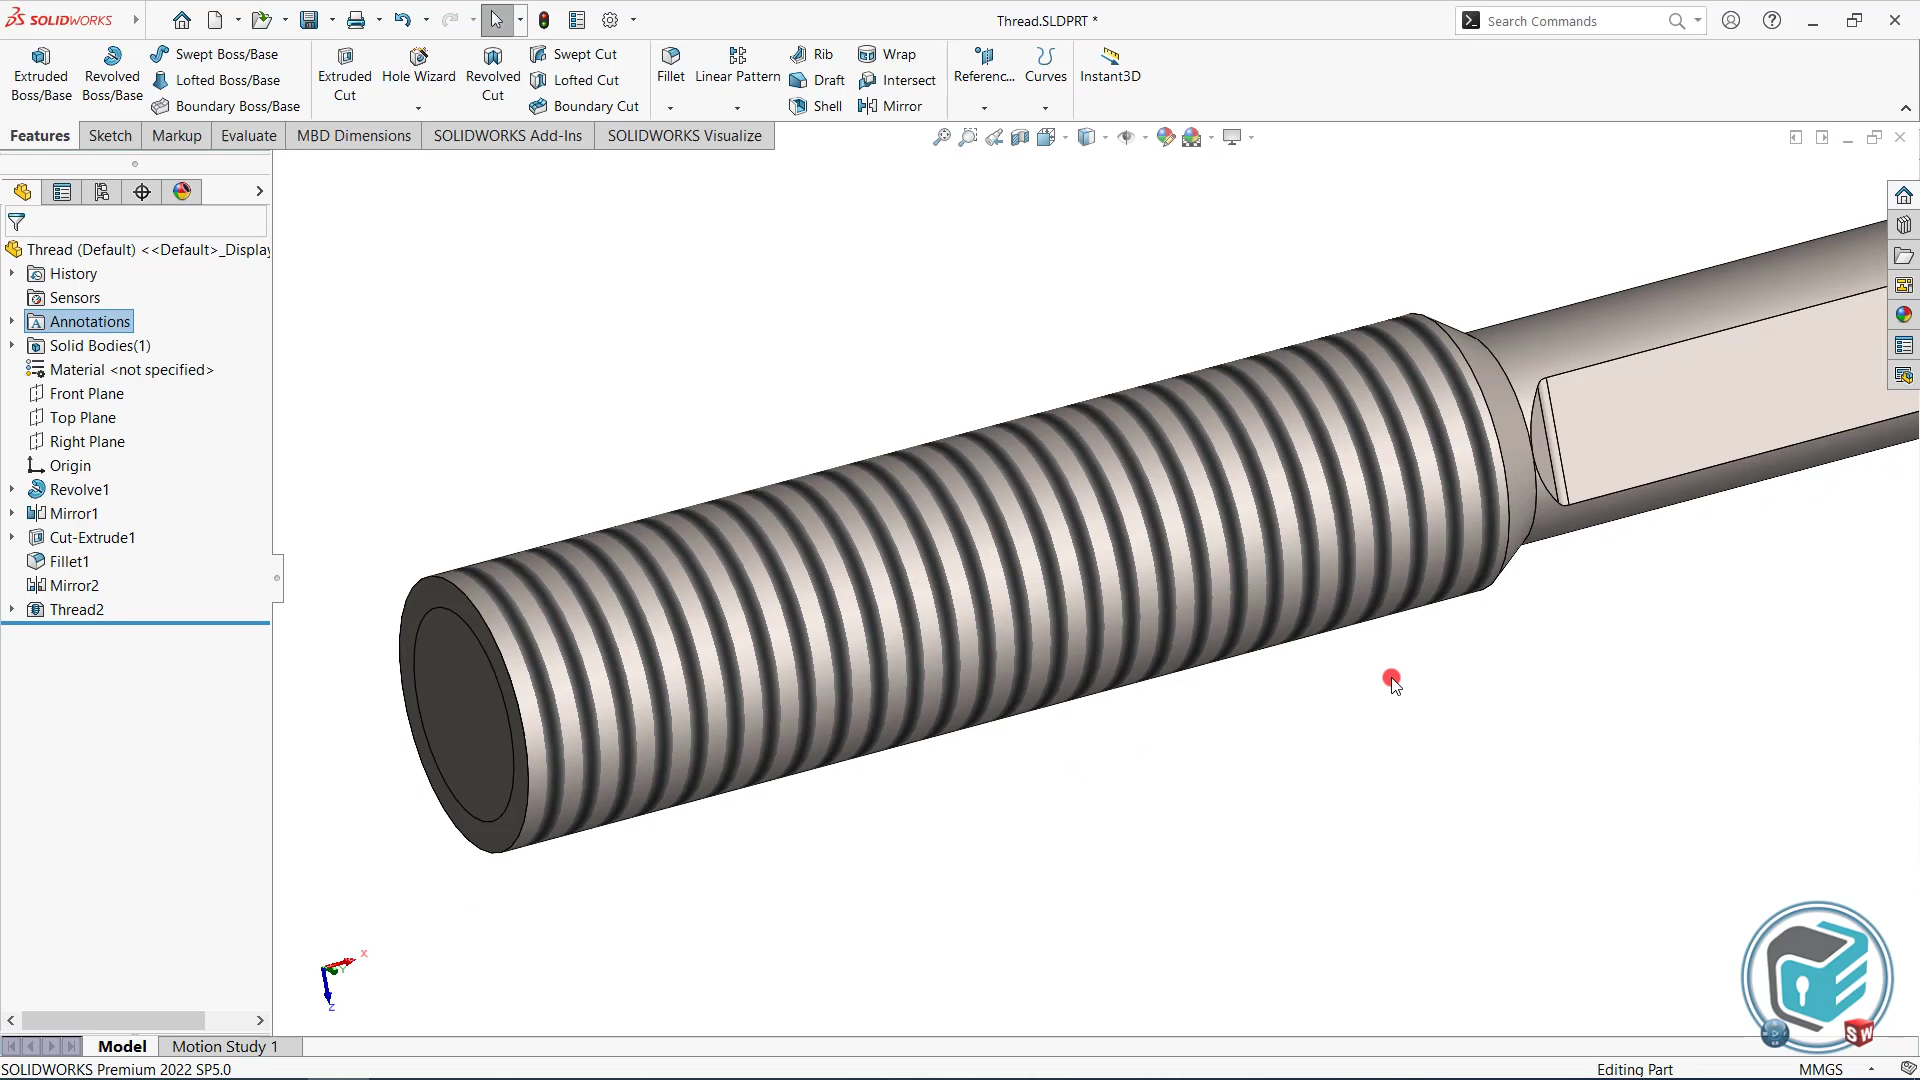 SOLIDWORKS
Thread.SLDPRT *
Search Commands
Extruded Boss/Base
Revolved Boss/Base
Swept Boss/Base
Lofted Boss/Base
Boundary Boss/Base
Extruded Cut
Hole Wizard
Revolved Cut
Swept Cut
Lofted Cut
Boundary Cut
Fillet
Linear Pattern
Rib
Draft
Shell
Wrap
Intersect
Mirror
Referenc...
Curves
Instant3D
Features
Sketch
Markup
Evaluate
MBD Dimensions
SOLIDWORKS Add-Ins
SOLIDWORKS Visualize
Thread (Default) <<Default>_Display
History
Sensors
A Annotations
Solid Bodies(1)
Material <not specified>
Front Plane
Top Plane
Right Plane
Origin
Revolve1
Mirror1
Cut-Extrude1
Fillet1
Mirror2
Thread2
X
Y
Z
SW
Model
Motion Study 1
SOLIDWORKS Premium 2022 SP5.0
Editing Part
MMGS